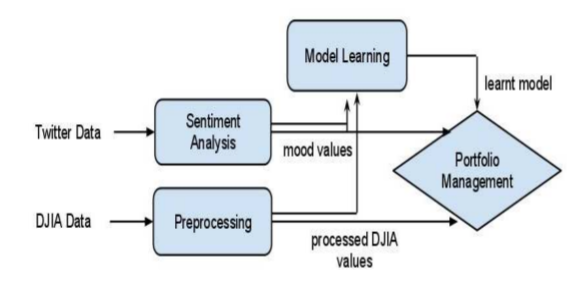 Model Learning
learnt model
Twitter Data
Sentiment
Analysis
mood values
Portfolio
Management
DJIA Data
Preprocessing
processed DJIA
values